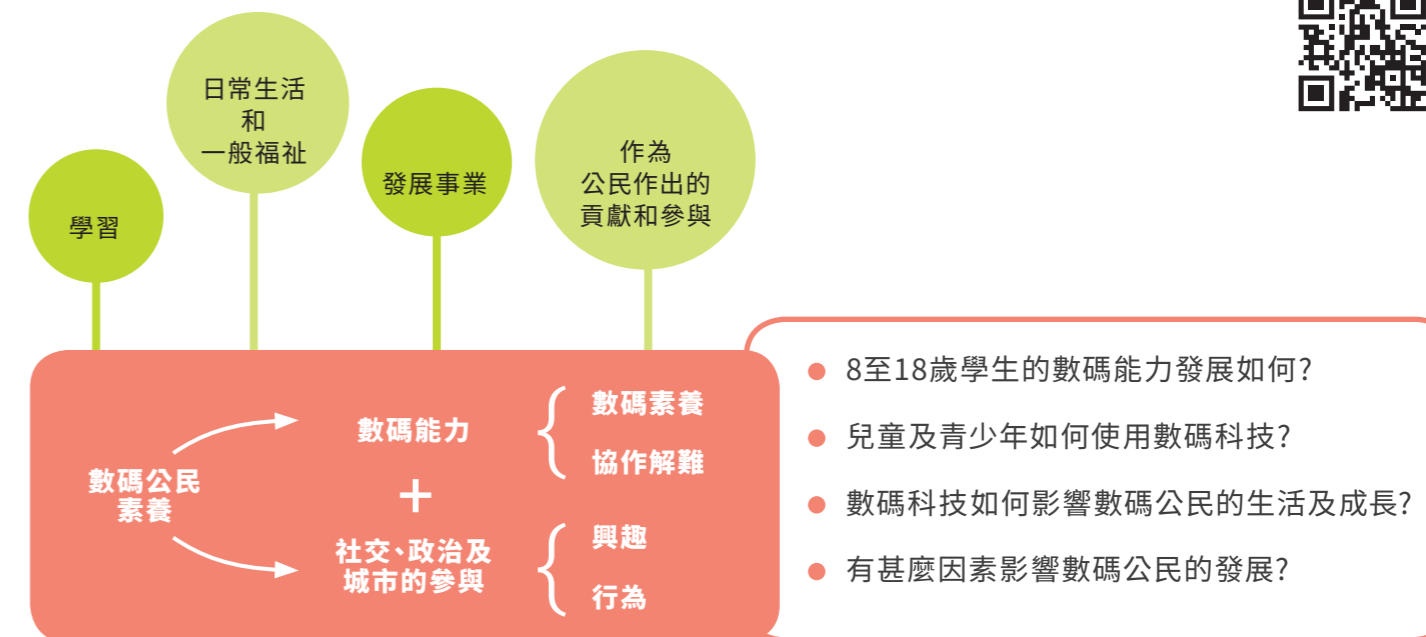 學習
日常生活
和
一般福祉
發展事業
作為
公民作出的
貢獻和參與
數碼公民
素養
數碼能力
+
社交、政治及
城市的參與
數碼素養
協作解難
興趣
行為
8至18歲學生的數碼能力發展如何?
兒童及青少年如何使用數碼科技?
數碼科技如何影響數碼公民的生活及成長?
有甚麼因素影響數碼公民的發展?